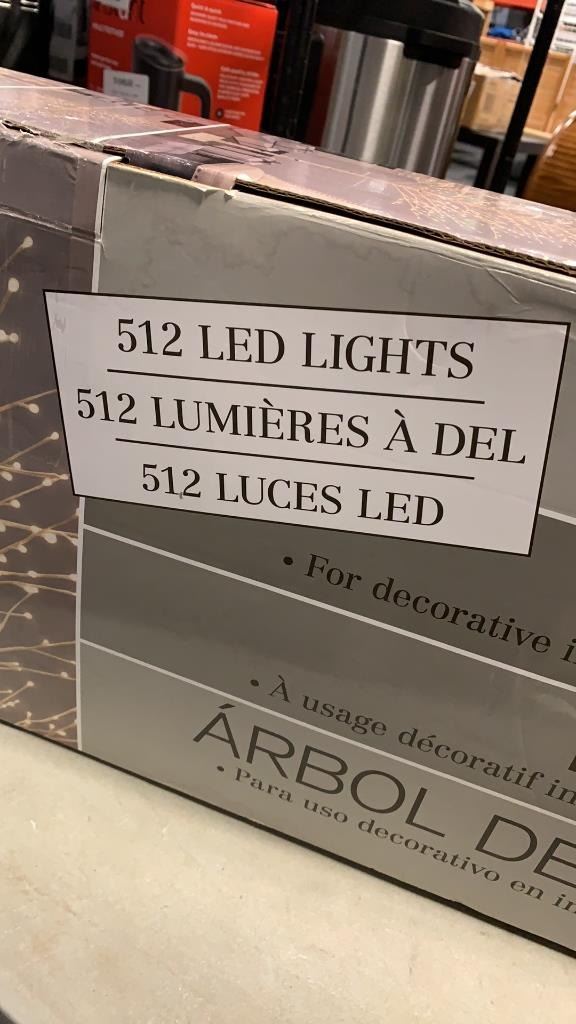 512 LED LIGHTS
512 LUMIÈRES À DEL
512 LUCES LED
• For decorative
• À usage décoratif
ÁRBOL DE
• Para uso decorativo en